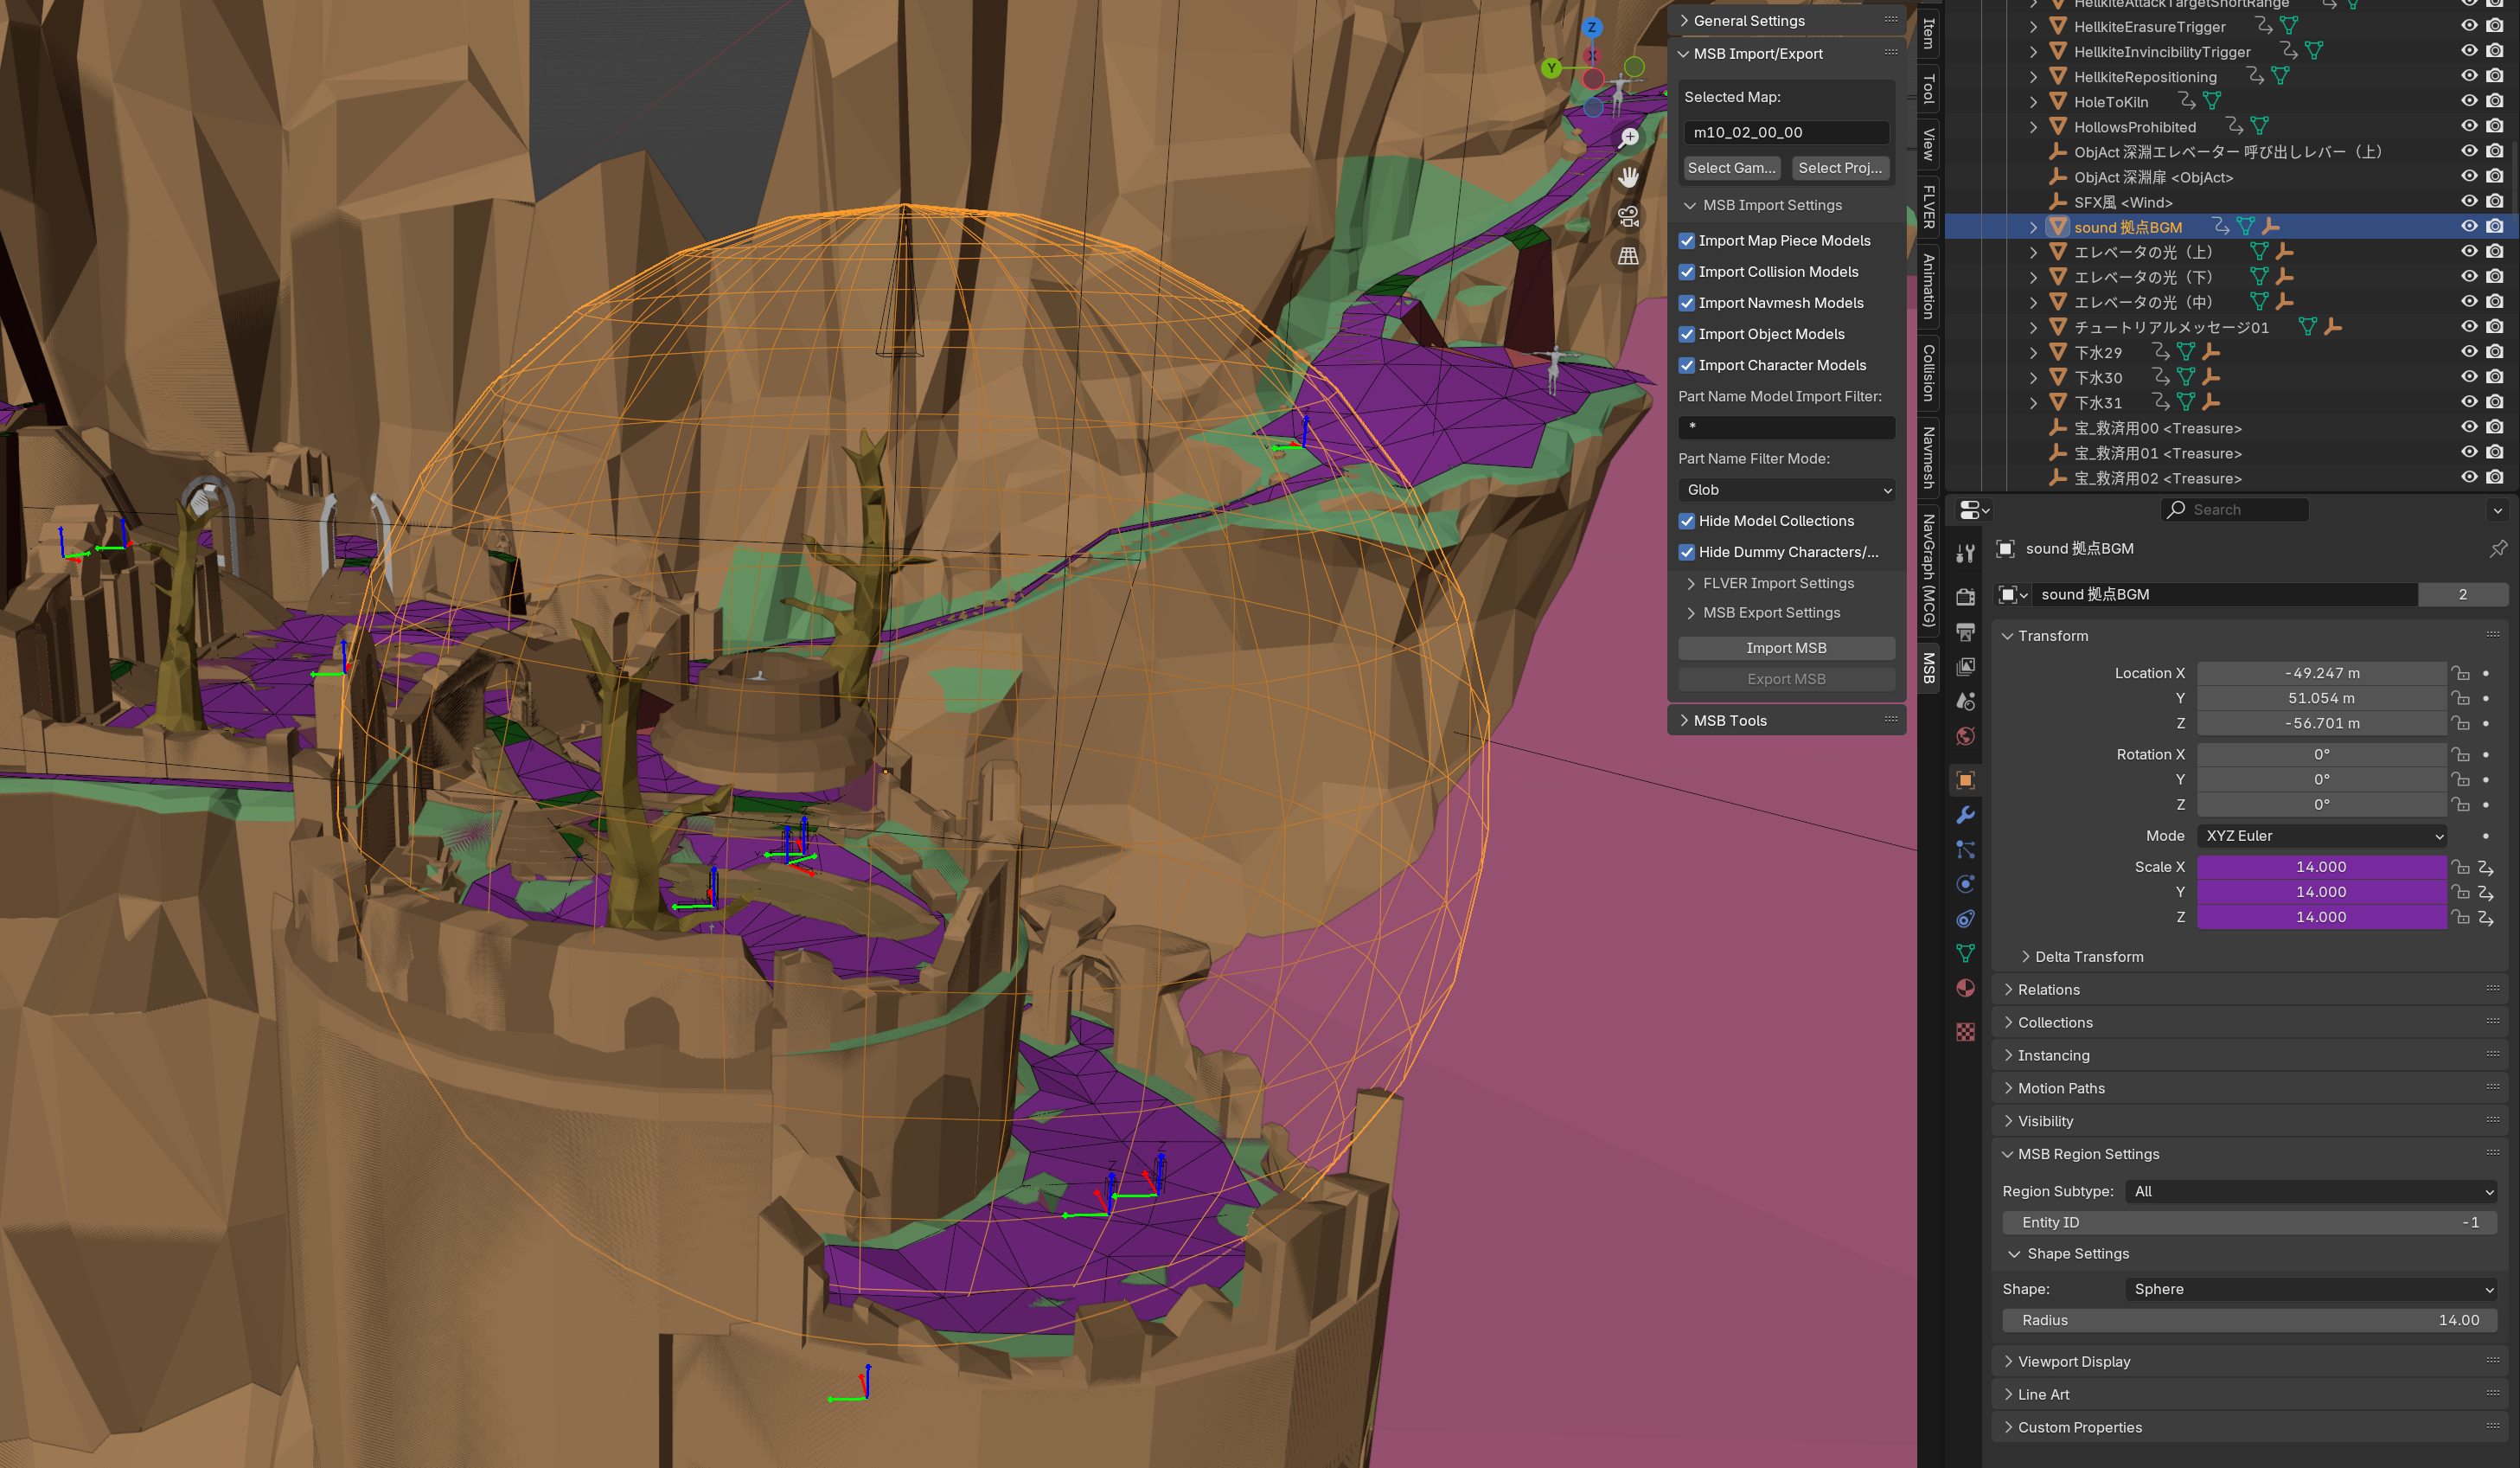 General Settings
MSB Import/Export
Selected Map:
m10_02_00_00
Select Gam...
Select Proj...
MSB Import Settings
Import Map Piece Models
Import Collision Models
Import Navmesh Models
Import Object Models
Import Character Models
Part Name Model Import Filter:
*
Part Name Filter Mode:
Glob
Hide Model Collections
Hide Dummy Characters/...
FLVER Import Settings
MSB Export Settings
Import MSB
Export MSB
MSB Tools
Z
Y
Item
Tool
View
FLVER
Animation
Collision
Navmesh
NavGraph (MCG)
MSB
HellkiteAttackTargetShortRange
HellkiteErasureTrigger
HellkiteInvincibilityTrigger
HellkiteRepositioning
HoleToKiln
HollowsProhibited
ObjAct 深淵エレベーター 呼び出しレバー（上）
ObjAct 深淵扉 <ObjAct>
SFX風 <Wind>
sound 拠点BGM
エレベータの光（上）
エレベータの光（下）
エレベータの光（中）
チュートリアルメッセージ01
下水29
下水30
下水31
宝_救済用00 <Treasure>
宝_救済用01 <Treasure>
宝_救済用02 <Treasure>
Search
sound 拠点BGM
sound 拠点BGM
2
Transform
Location X -49.247 m
Y 51.054 m
Z -56.701 m
Rotation X 0°
Y 0°
Z 0°
Mode XYZ Euler
Scale X 14.000
Y 14.000
Z 14.000
Delta Transform
Relations
Collections
Instancing
Motion Paths
Visibility
MSB Region Settings
Region Subtype: All
Entity ID -1
Shape Settings
Shape: Sphere
Radius 14.00
Viewport Display
Line Art
Custom Properties